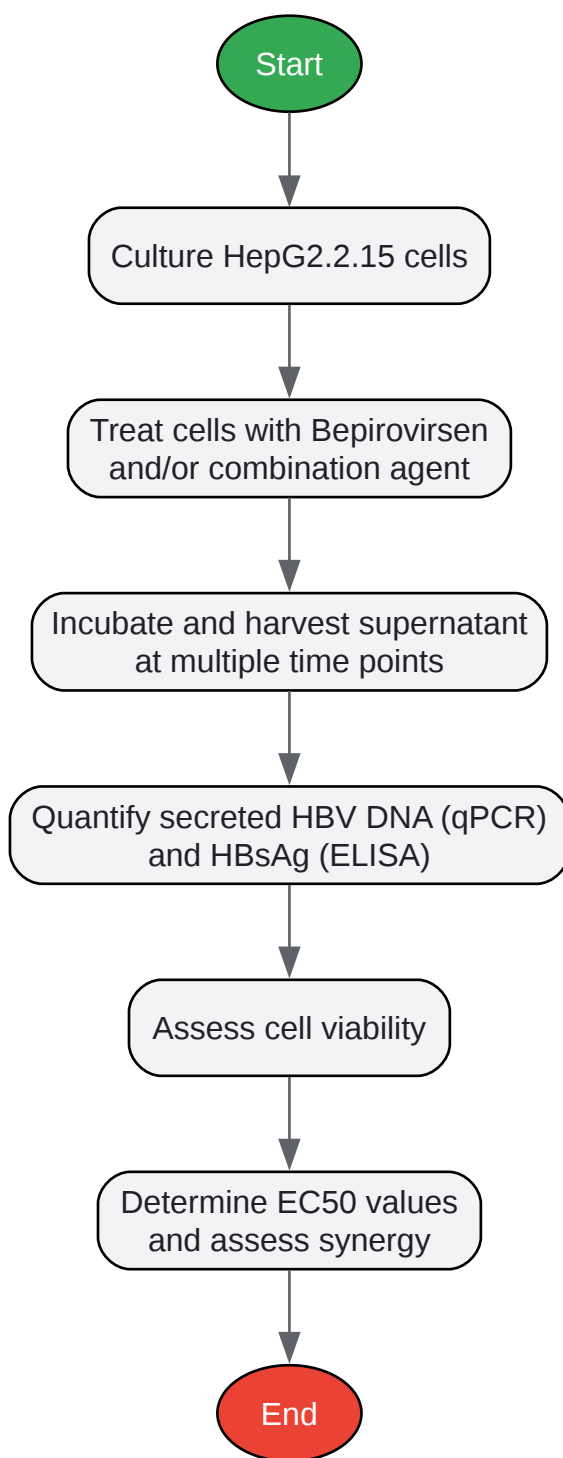 Start
Culture HepG2.2.15 cells
Treat cells with Bepirovirsen
and/or combination agent
Incubate and harvest supernatant
at multiple time points
Quantify secreted HBV DNA (qPCR)
and HBsAg (ELISA)
Assess cell viability
Determine EC50 values
and assess synergy
End